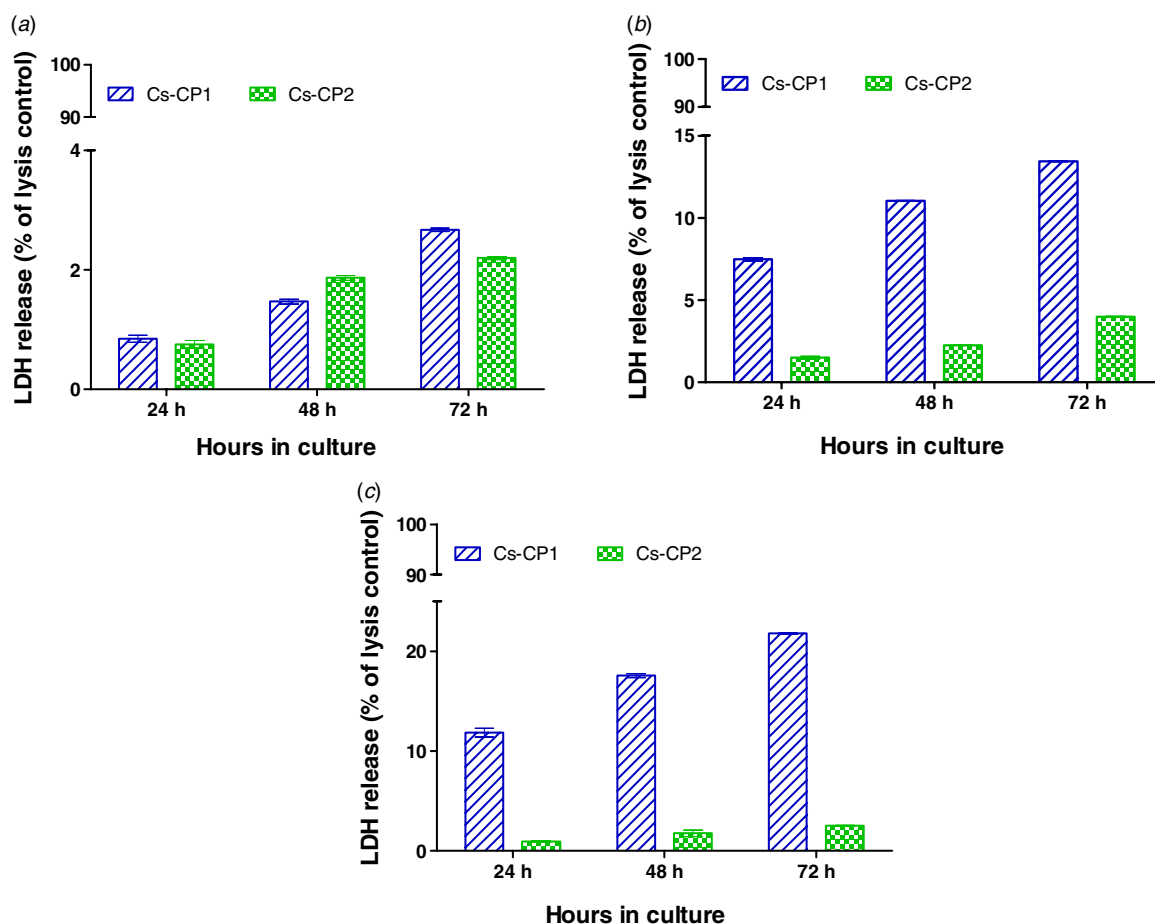 (a)
LDH release (% of lysis control)
100
90
4
2
0
Cs-CP1
Cs-CP2
24 h
48 h
72 h
Hours in culture
(b)
LDH release (% of lysis control)
100
90
15
10
5
0
Cs-CP1
Cs-CP2
24 h
48 h
72 h
Hours in culture
(c)
LDH release (% of lysis control)
100
90
20
10
0
Cs-CP1
Cs-CP2
24 h
48 h
72 h
Hours in culture